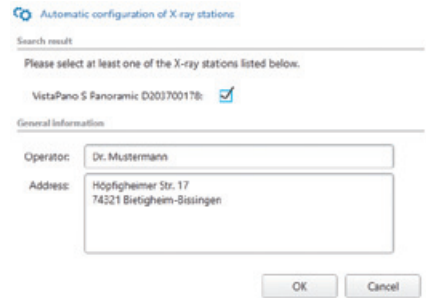 Automatic configuration of X-ray stations
Search result
Please select at least one of the X-ray stations listed below.
VistaPano S Panoramic D203700178:
General information
Operator: Dr. Mustermann
Address: Höpfigheimer Str. 17
74321 Bietigheim-Bissingen
OK Cancel